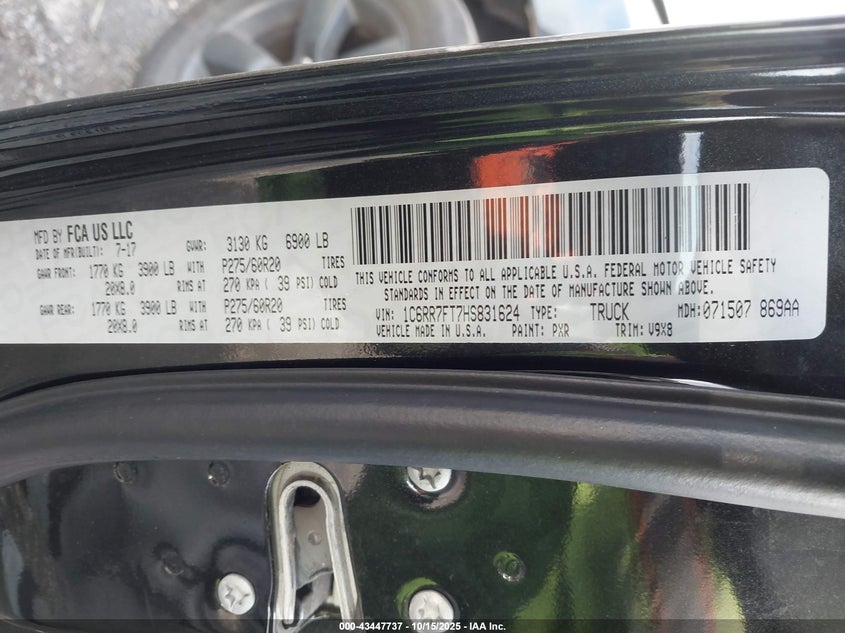 MFD BY FCA US LLC
DATE OF MFR(BUILT): 7-17 GVWR: 3130 KG 6900 LB
GAWR FRONT: 1770 KG 3900 LB WITH P275/60R20 TIRES
20X8.0 RIMS AT 270 KPA ( 39 PSI) COLD
GAWR REAR: 1770 KG 3900 LB WITH P275/60R20 TIRES
20X8.0 RIMS AT 270 KPA ( 39 PSI) COLD
THIS VEHICLE CONFORMS TO ALL APPLICABLE U.S.A. FEDERAL MOTOR VEHICLE SAFETY
STANDARDS IN EFFECT ON THE DATE OF MANUFACTURE SHOWN ABOVE.
VIN: 1C6RR7FT7HS831624 TYPE: TRUCK MDH: 071507 869AA
VEHICLE MADE IN U.S.A. PAINT: PXR TRIM: V9X8
000-43447737 - 10/15/2025 - © IAA Inc.